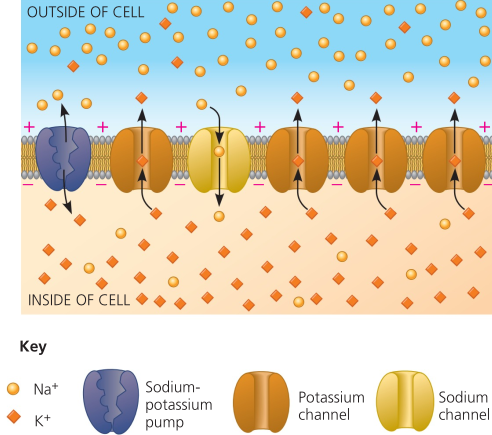 OUTSIDE OF CELL
+ + + + + + +
– – – – – – –
INSIDE OF CELL
Key
Na⁺
K⁺
Sodium-
potassium
pump
Potassium
channel
Sodium
channel